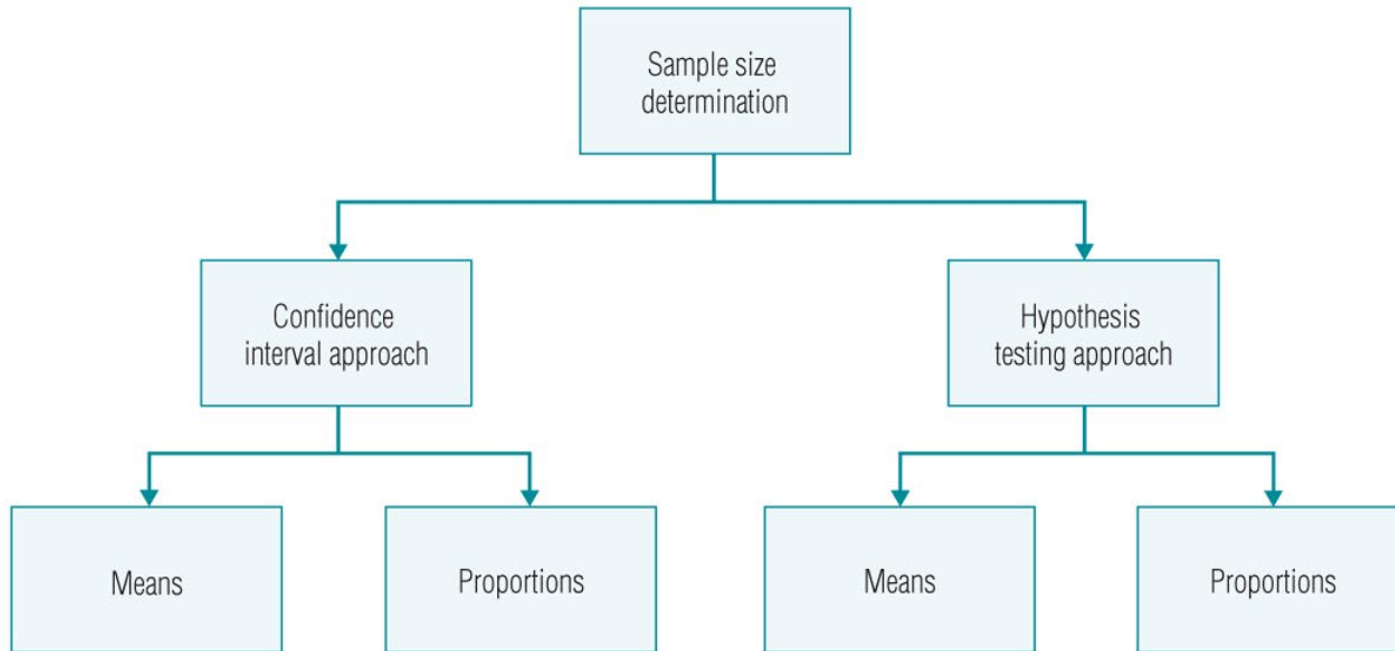 Sample size
determination
Confidence
interval approach
Hypothesis
testing approach
Means
Proportions
Means
Proportions